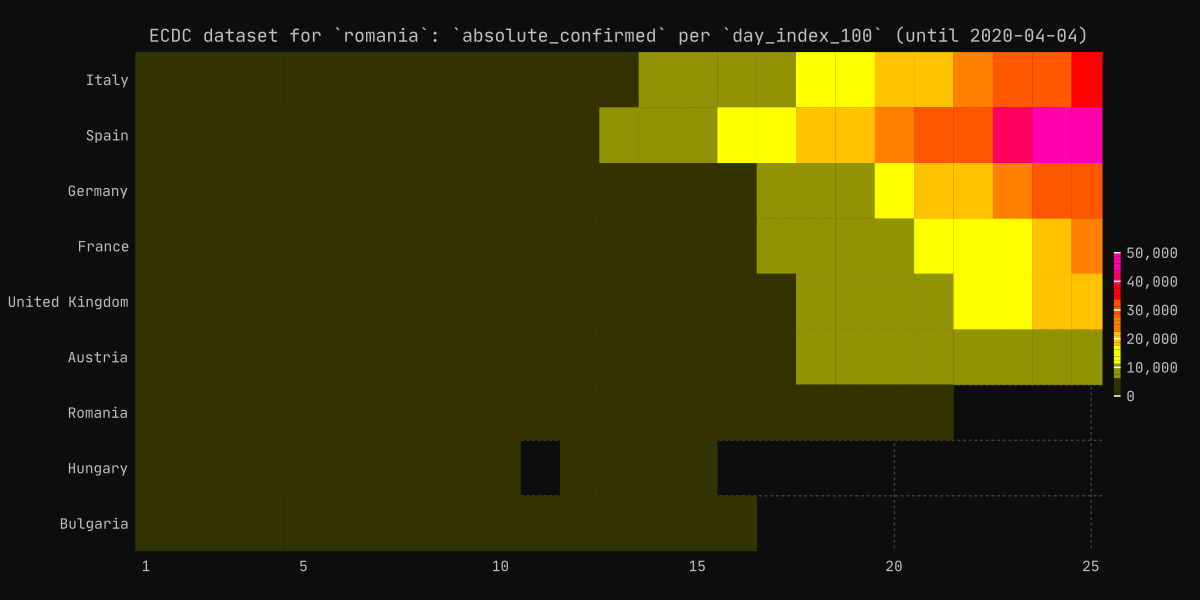 ECDC dataset for `romania`: `absolute_confirmed` per `day_index_100` (until 2020-04-04)
Italy
Spain
Germany
France
United Kingdom
Austria
Romania
Hungary
Bulgaria
1 5 10 15 20 25
50,000
40,000
30,000
20,000
10,000
0